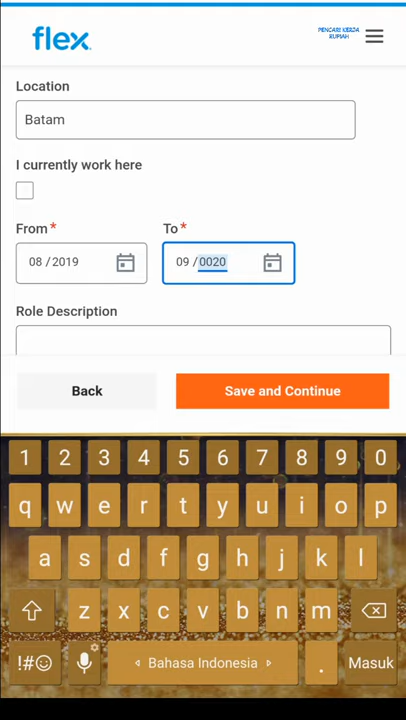 flex.
PENCARI KERJA
RUPIAH
Location
Batam
I currently work here
From* To*
08 / 2019 09 / 0020
Role Description
Back Save and Continue
1 2 3 4 5 6 7 8 9 0
q w e r t y u i o p
a s d f g h j k l
z x c v b n m
!#☺ Bahasa Indonesia . Masuk